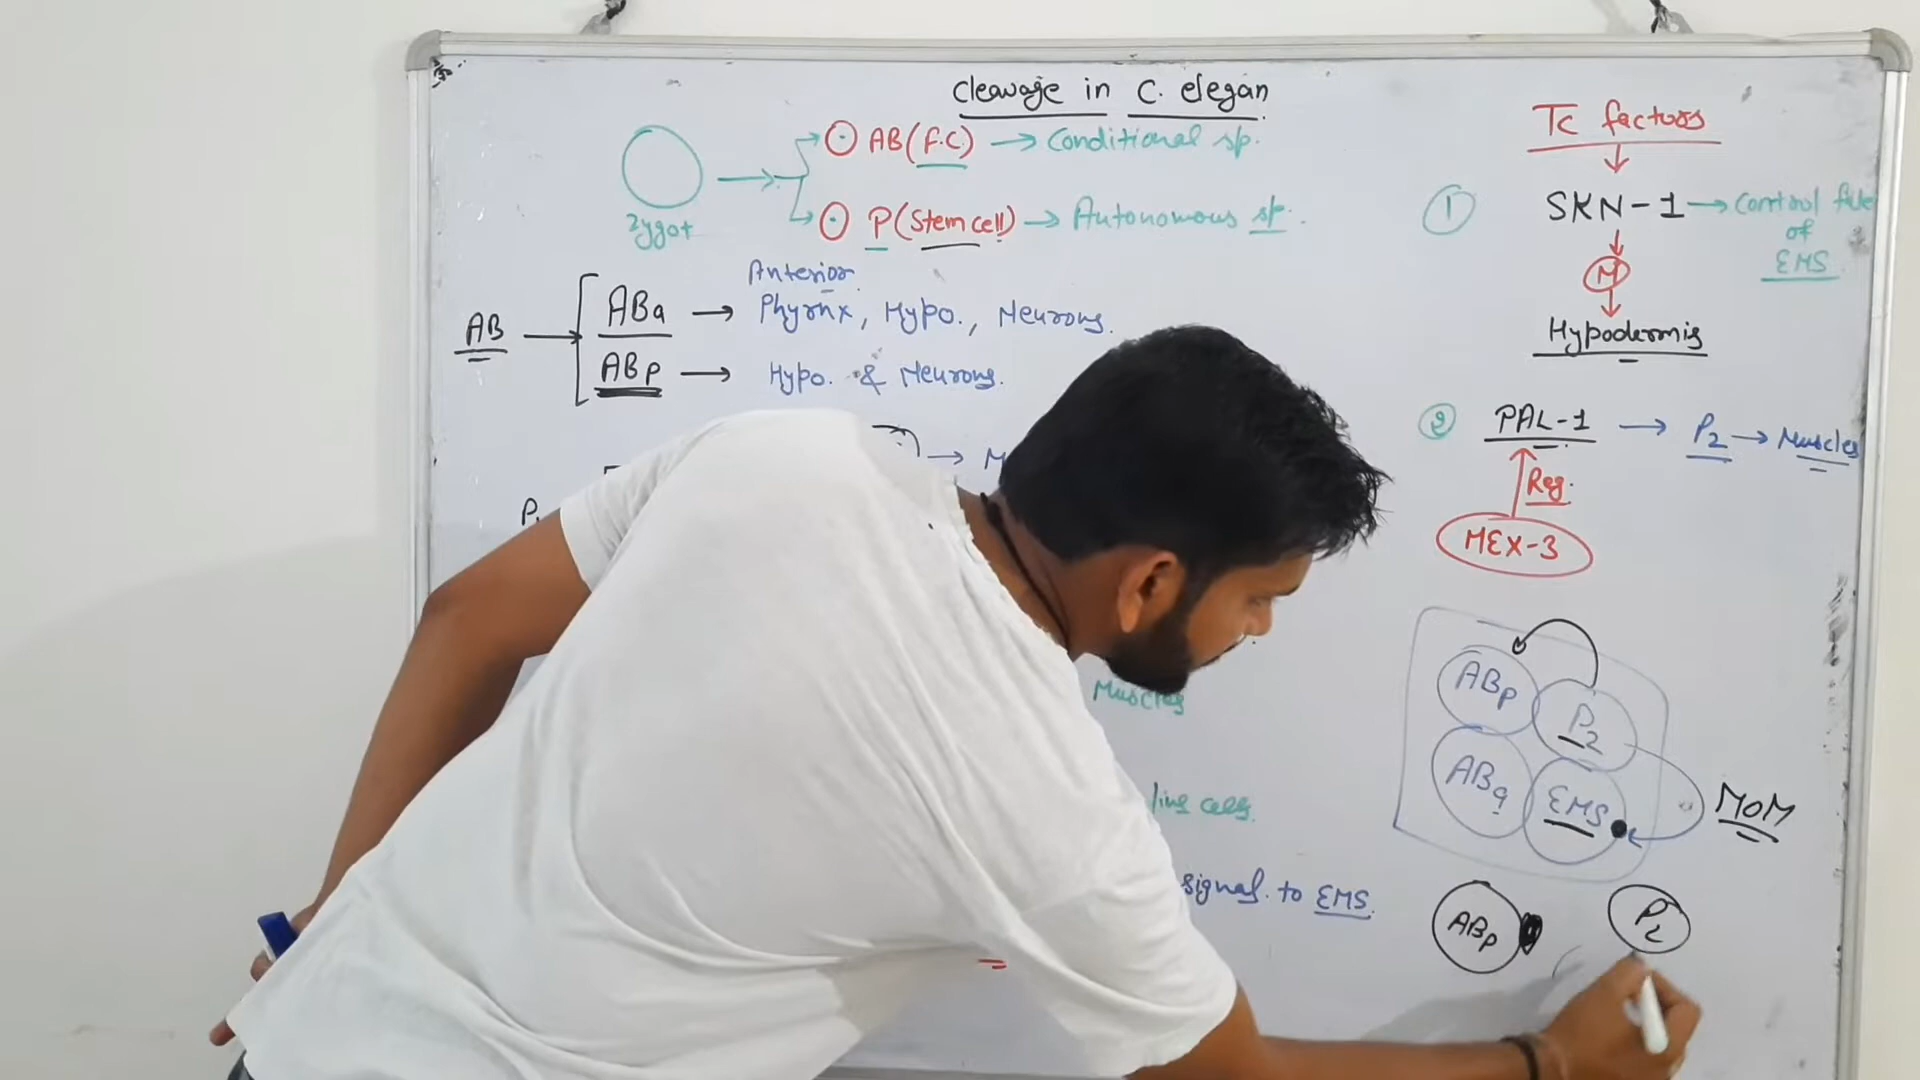 Cleavage in C. elegan
AB (F.C.) → Conditional sp.
Zygot
P (Stem cell) → Autonomous sp.
AB →
Anterior
ABa → Phyrnx, Hypo., Neurons.
ABp → Hypo. & Neurons.
→ M
P
Muscles
cells.
signal. to EMS.
Tc factors
① SKN-1 → Control fate
of
EMS
M
Hypodermis
② PAL-1 → P2 → Muscles
Reg.
MEX-3
ABp
P2
ABa
EMS
MOM
ABp
P2